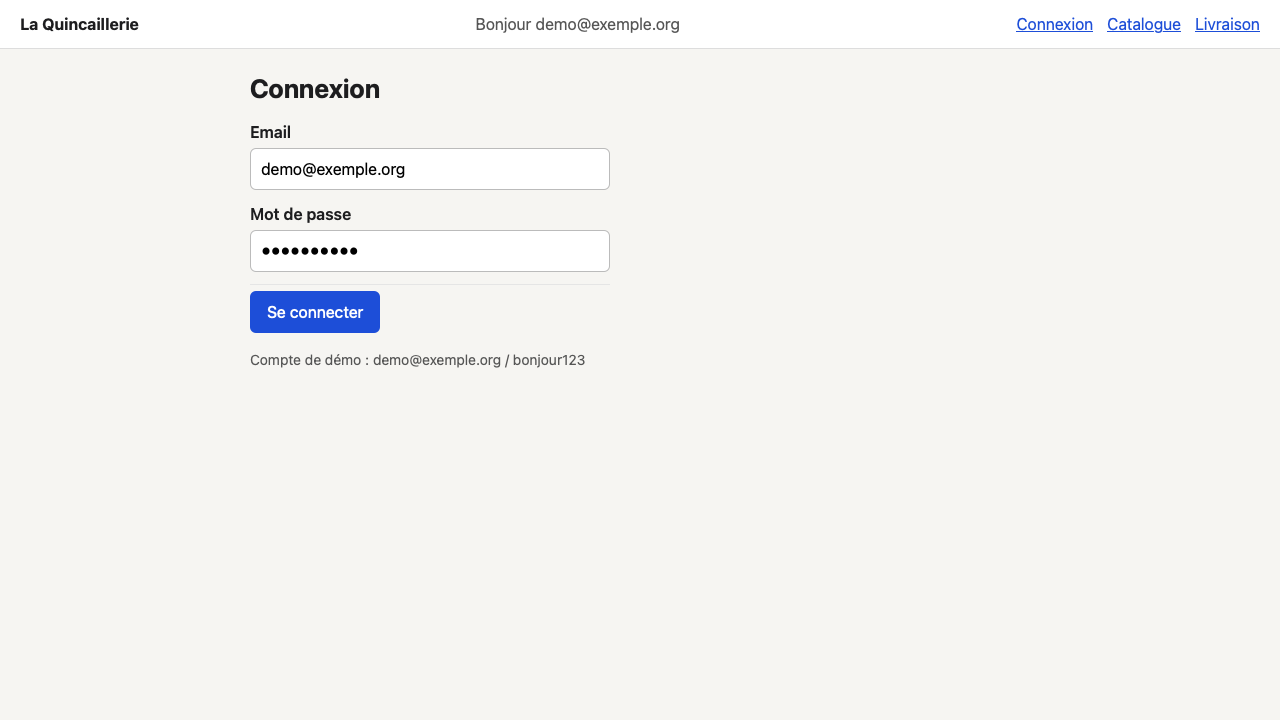 La Quincaillerie
Bonjour demo@exemple.org
Connexion Catalogue Livraison
Connexion
Email
demo@exemple.org
Mot de passe
••••••••••
Se connecter
Compte de démo : demo@exemple.org / bonjour123